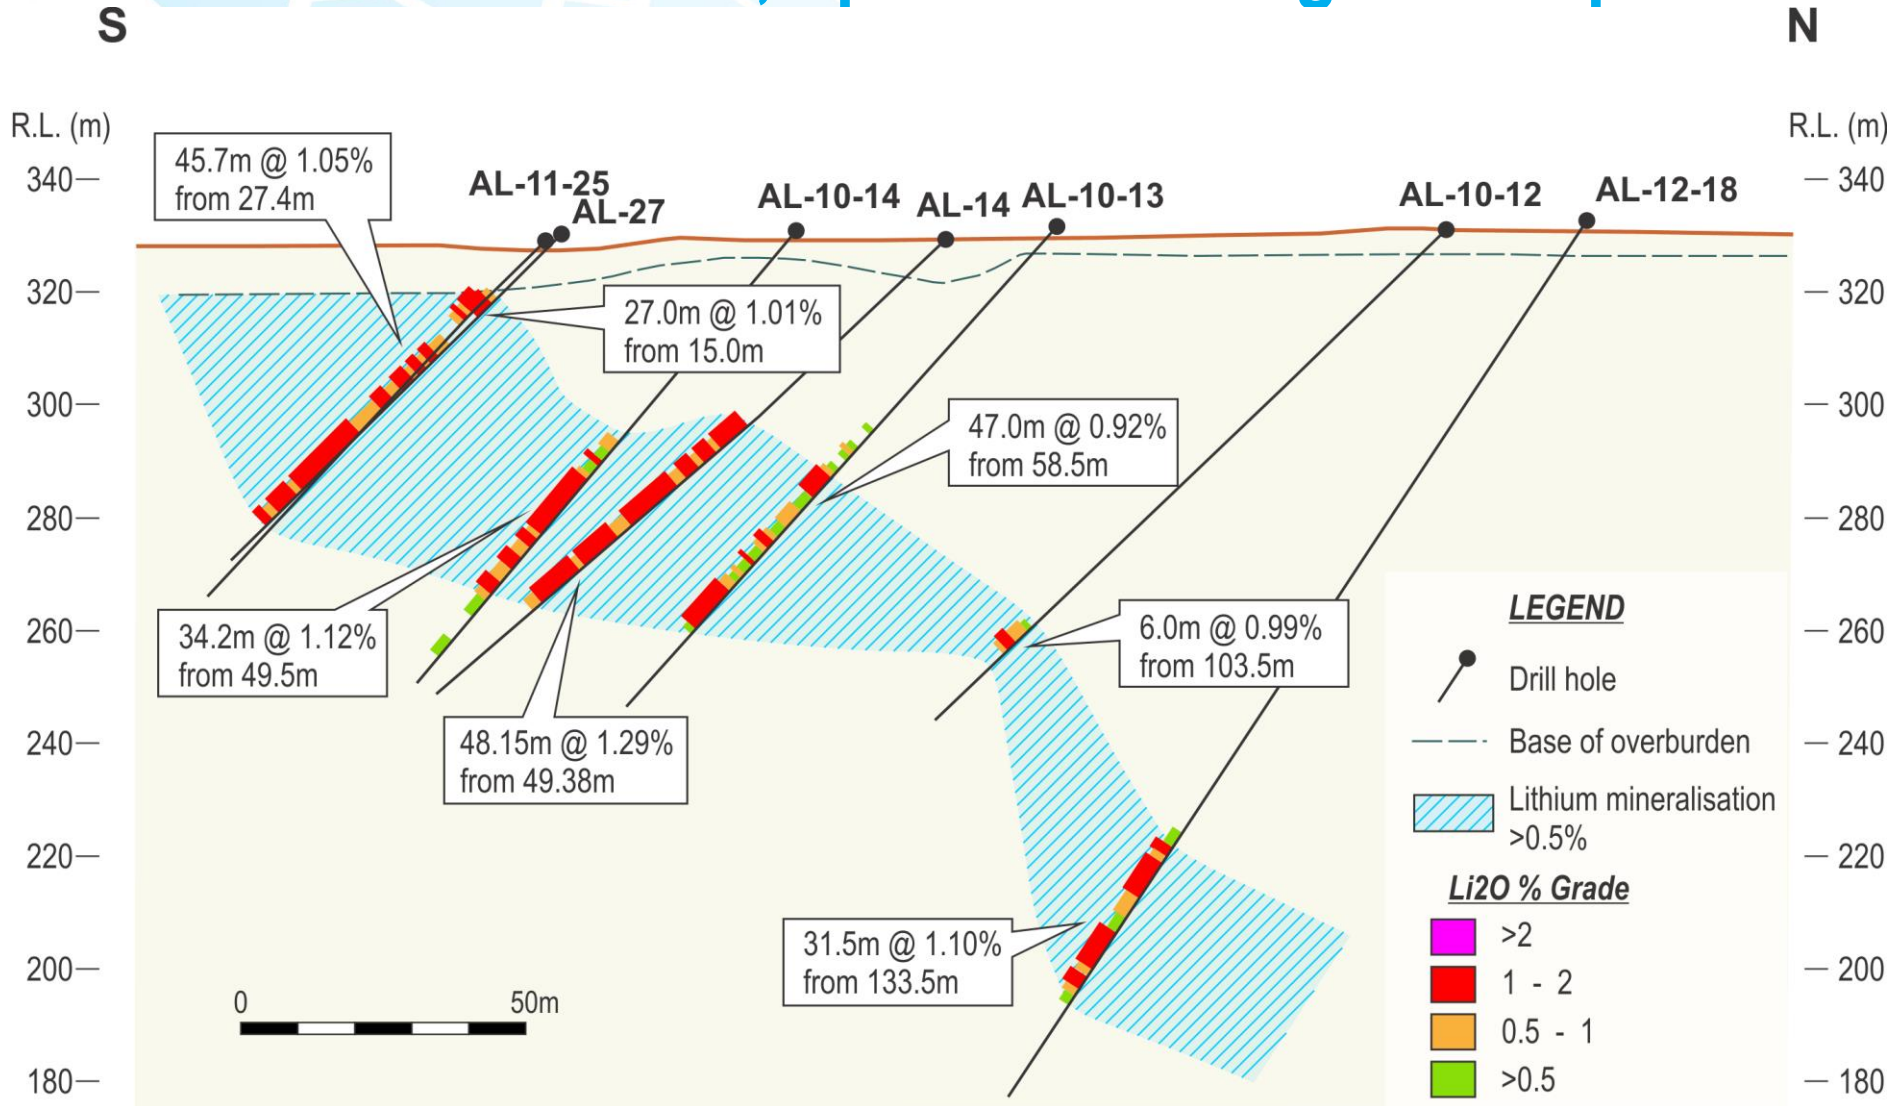 S
N
R.L. (m)
R.L. (m)
45.7m @ 1.05%
from 27.4m
AL-11-25
AL-27
AL-10-14
AL-14
AL-10-13
AL-10-12
AL-12-18
340
340
320
320
27.0m @ 1.01%
from 15.0m
300
300
47.0m @ 0.92%
from 58.5m
280
280
260
260
34.2m @ 1.12%
from 49.5m
6.0m @ 0.99%
from 103.5m
48.15m @ 1.29%
from 49.38m
240
240
220
220
31.5m @ 1.10%
from 133.5m
200
200
0 50m
180
180
LEGEND
Drill hole
Base of overburden
Lithium mineralisation
>0.5%
Li2O % Grade
>2
1 - 2
0.5 - 1
>0.5